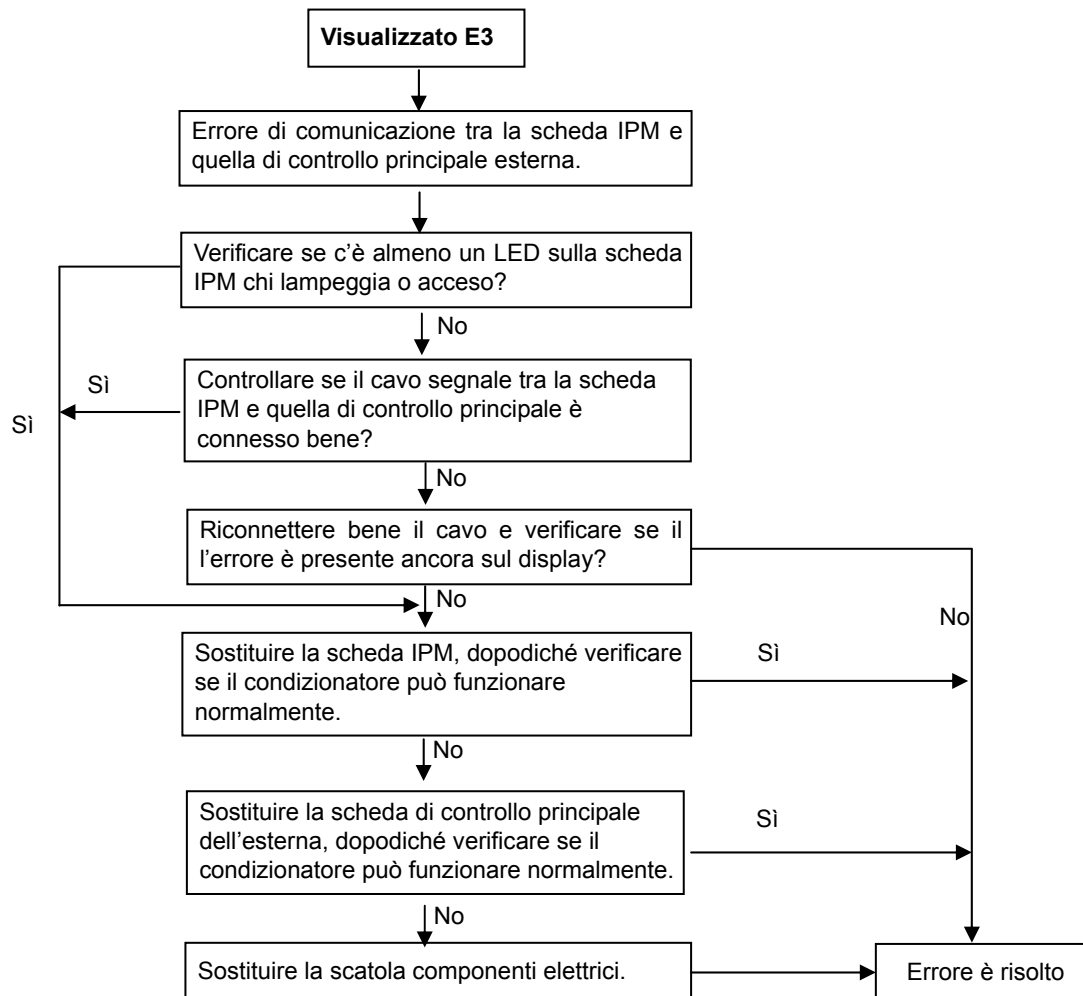 Visualizzato E3
Errore di comunicazione tra la scheda IPM e
quella di controllo principale esterna.
Verificare se c’è almeno un LED sulla scheda
IPM chi lampeggia o acceso?
No
Controllare se il cavo segnale tra la scheda
IPM e quella di controllo principale è
connesso bene?
Sì
Sì
No
Riconnettere bene il cavo e verificare se il
l’errore è presente ancora sul display?
No
No
Sostituire la scheda IPM, dopodiché verificare
se il condizionatore può funzionare
normalmente.
Sì
No
Sostituire la scheda di controllo principale
dell’esterna, dopodiché verificare se il
condizionatore può funzionare normalmente.
Sì
No
Sostituire la scatola componenti elettrici.
Errore è risolto